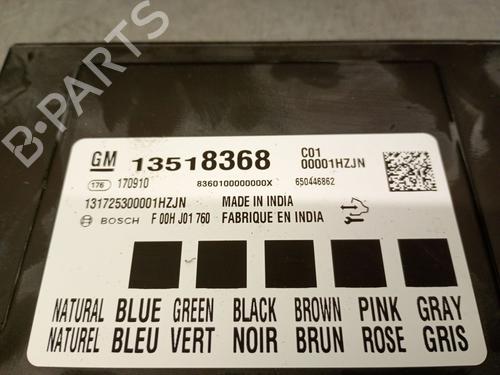 B-PARTS
GM 13518368 C01
00001HZJN
176 170910 8360100000000X 650446862
131725300001HZJN MADE IN INDIA
BOSCH F 00H J01 760 FABRIQUE EN INDIA
NATURAL BLUE GREEN BLACK BROWN PINK GRAY
NATUREL BLEU VERT NOIR BRUN ROSE GRIS